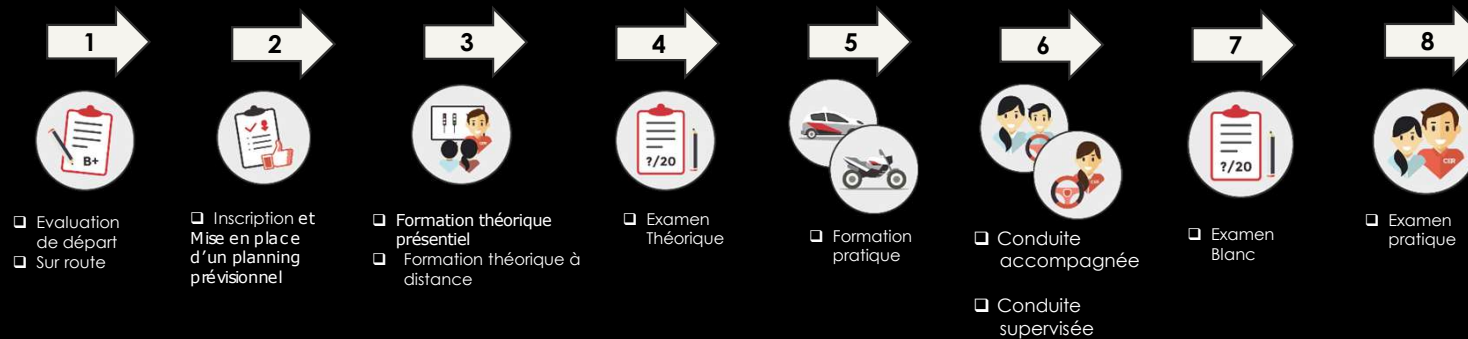 1
2
3
4
5
6
7
8
B+
?/20
?/20
CER
❑ Evaluation
de départ
❑ Sur route
❑ Inscription et
Mise en place
d'un planning
prévisionnel
❑ Formation théorique
présentiel
❑ Formation théorique à
distance
❑ Examen
Théorique
❑ Formation
pratique
❑ Conduite
accompagnée
❑ Conduite
supervisée
❑ Examen
Blanc
❑ Examen
pratique